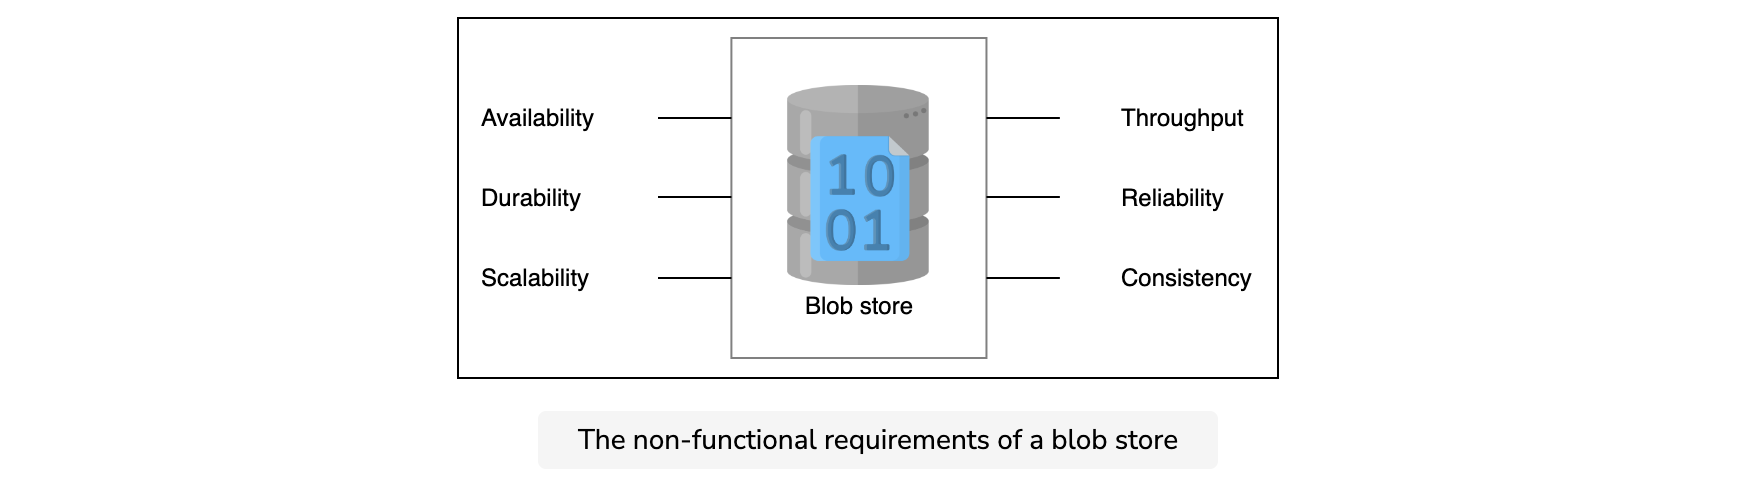 Availability
Durability
Scalability
10
01
Blob store
Throughput
Reliability
Consistency
The non-functional requirements of a blob store